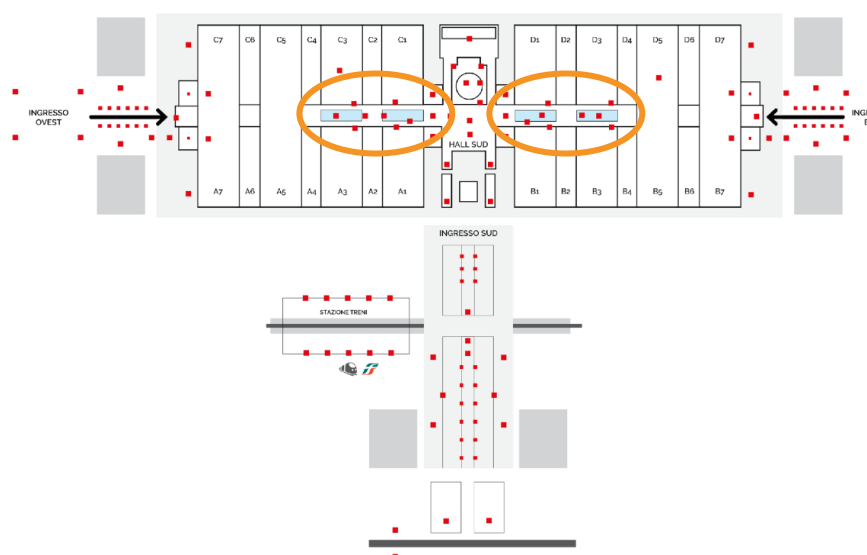 C7 C6 C5 C4 C3 C2 C1
D1 D2 D3 D4 D5 D6 D7
INGRESSO
OVEST
INGRE
E
HALL SUD
A7 A6 A5 A4 A3 A2 A1
B1 B2 B3 B4 B5 B6 B7
INGRESSO SUD
STAZIONE TRENI